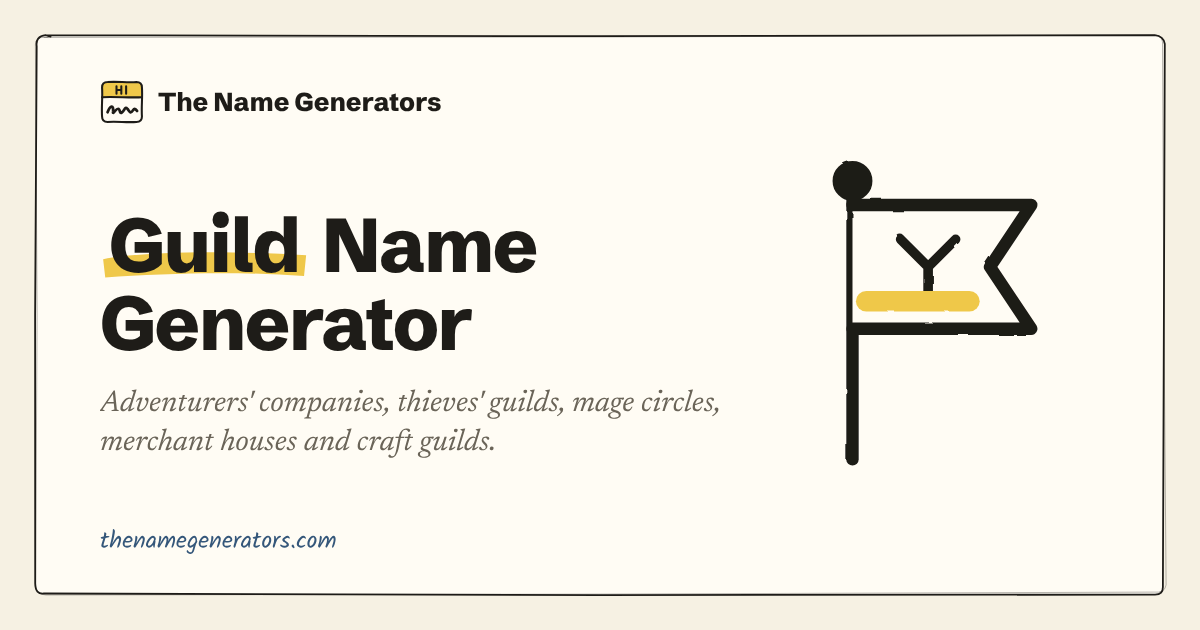 HI
The Name Generators
Guild Name
Generator
Adventurers' companies, thieves' guilds, mage circles,
merchant houses and craft guilds.
thenamegenerators.com